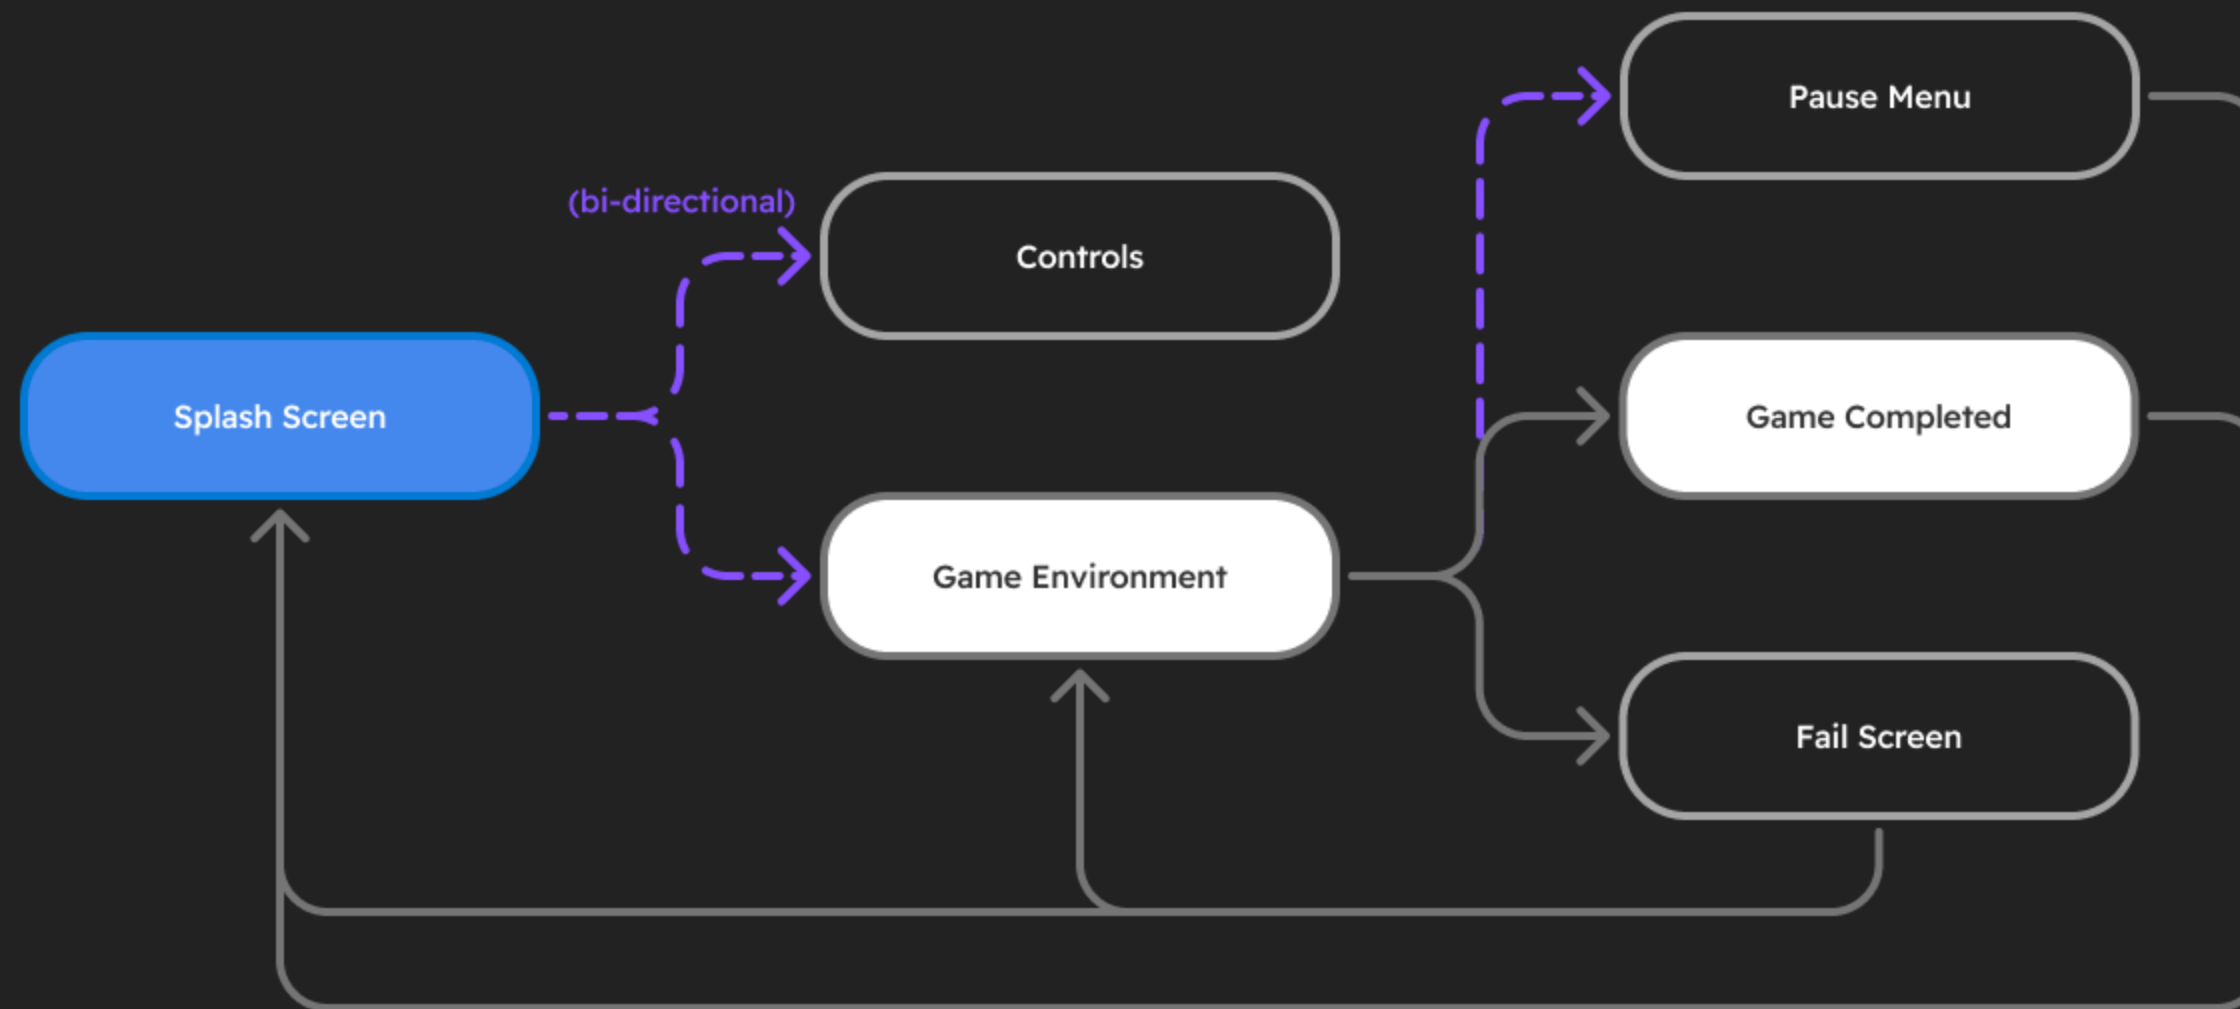 Pause Menu
(bi-directional)
Controls
Splash Screen
Game Completed
Game Environment
Fail Screen